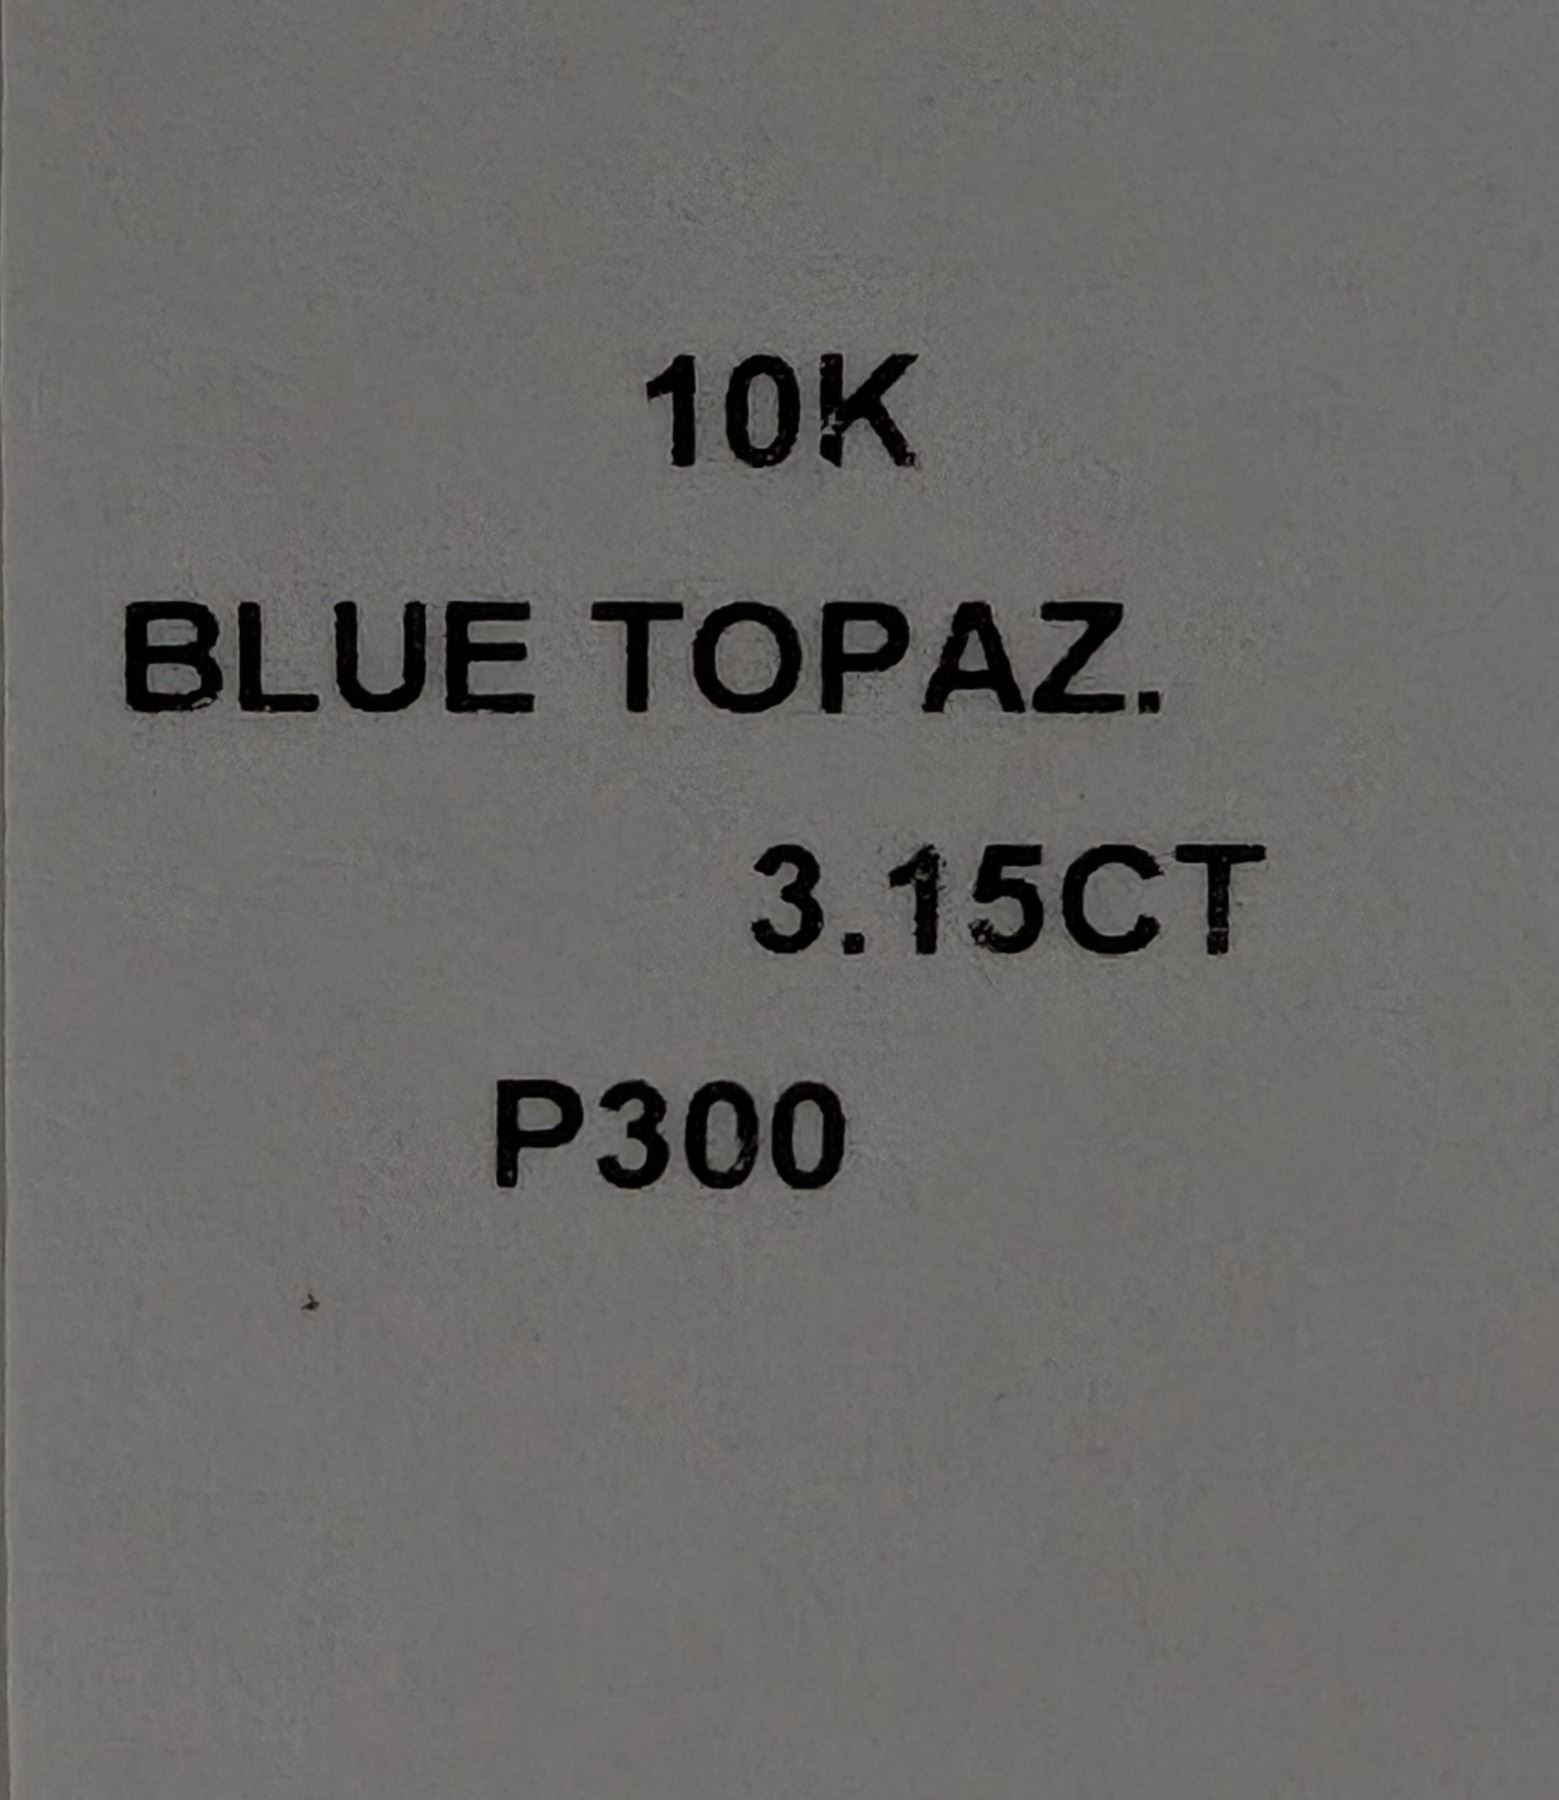 10K
BLUE TOPAZ.
3.15CT
P300